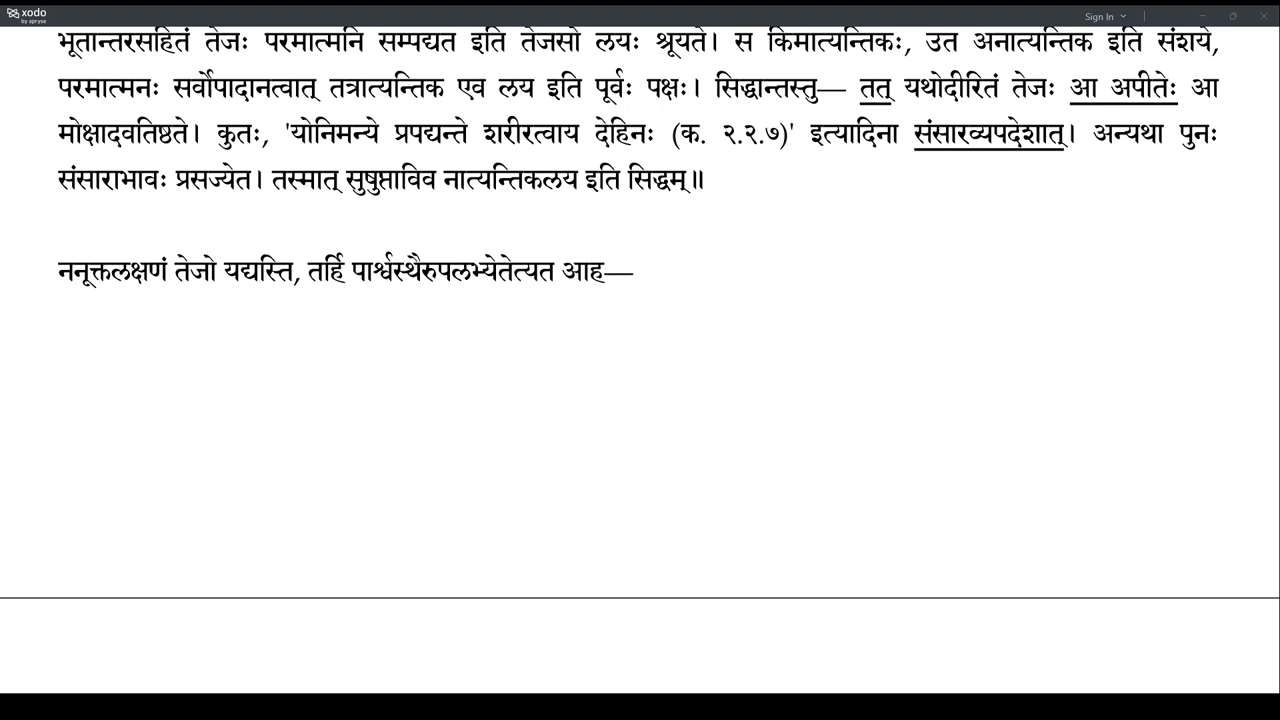 xodo
by apryse
Sign In
भूतान्तरसहितं तेजः परमात्मनि सम्पद्यत इति तेजसो लयः श्रूयते। स किमात्यन्तिकः, उत अनात्यन्तिक इति संशये,
परमात्मनः सर्वोपादानत्वात् तत्रात्यन्तिक एव लय इति पूर्वः पक्षः। सिद्धान्तस्तु— तत् यथोदीरितं तेजः आ अपीतेः आ
मोक्षादवतिष्ठते। कुतः, 'योनिमन्ये प्रपद्यन्ते शरीरत्वाय देहिनः (क. २.२.७)' इत्यादिना संसारव्यपदेशात्। अन्यथा पुनः
संसाराभावः प्रसज्येत। तस्मात् सुषुप्ताविव नात्यन्तिकलय इति सिद्धम्॥
ननूक्तलक्षणं तेजो यद्यस्ति, तर्हि पार्श्वस्थैरुपलभ्येतेत्यत आह—